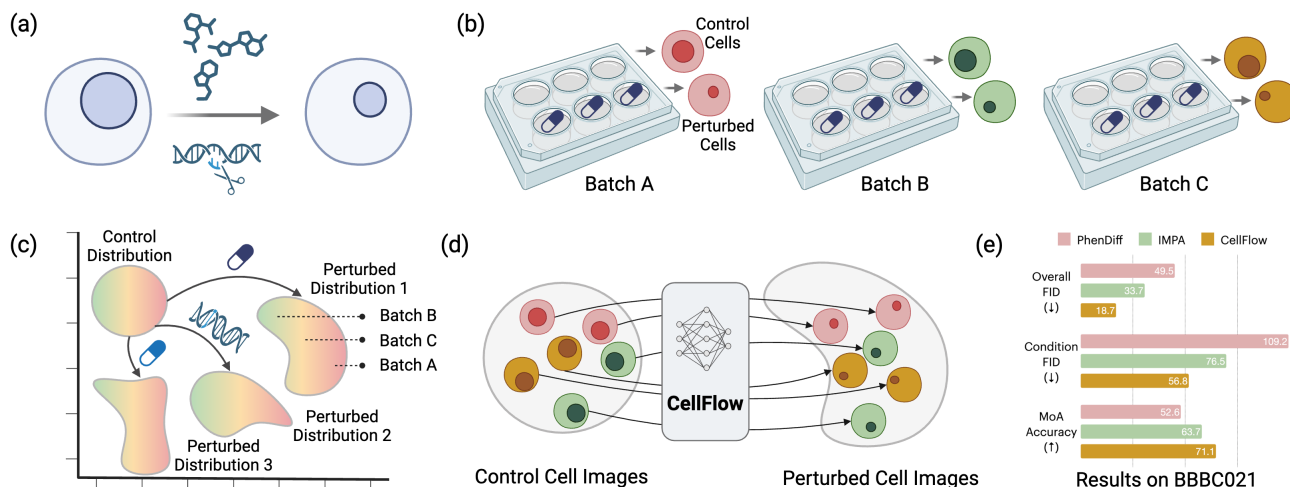 (a)
(b)
Control
Cells
Perturbed
Cells
Batch A
Batch B
Batch C
(c)
Control
Distribution
Perturbed
Distribution 1
Batch B
Batch C
Batch A
Perturbed
Distribution 2
Perturbed
Distribution 3
(d)
CellFlow
Control Cell Images
Perturbed Cell Images
(e)
PhenDiff IMPA CellFlow
Overall
FID
(↓)
49.5
33.7
18.7
Condition
FID
(↓)
109.2
76.5
56.8
MoA
Accuracy
(↑)
52.6
63.7
71.1
Results on BBBC021